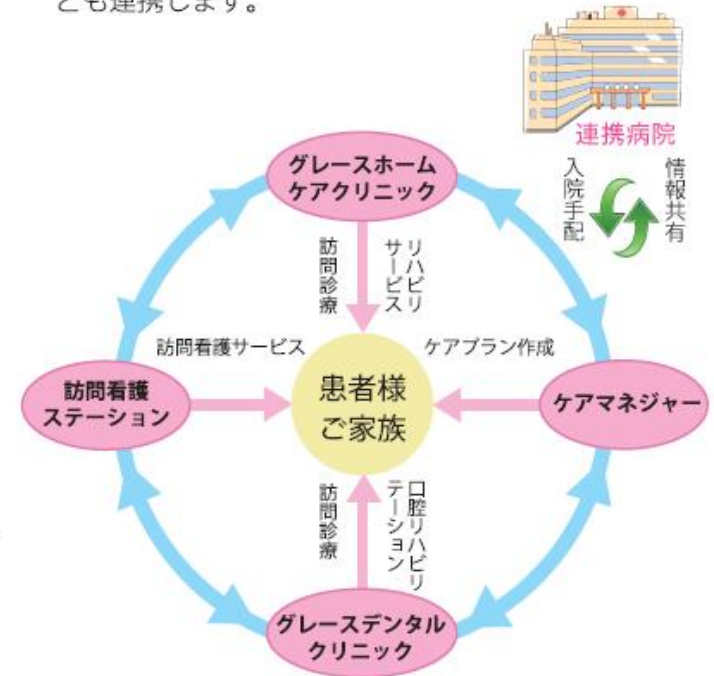 とも連携します。
連携病院
入院手配
情報共有
グレースホーム
ケアクリニック
訪問診療
リハビリ
サービス
訪問看護サービス
ケアプラン作成
訪問看護
ステーション
患者様
ご家族
ケアマネジャー
訪問診療
口腔リハビリ
テーション
グレースデンタル
クリニック